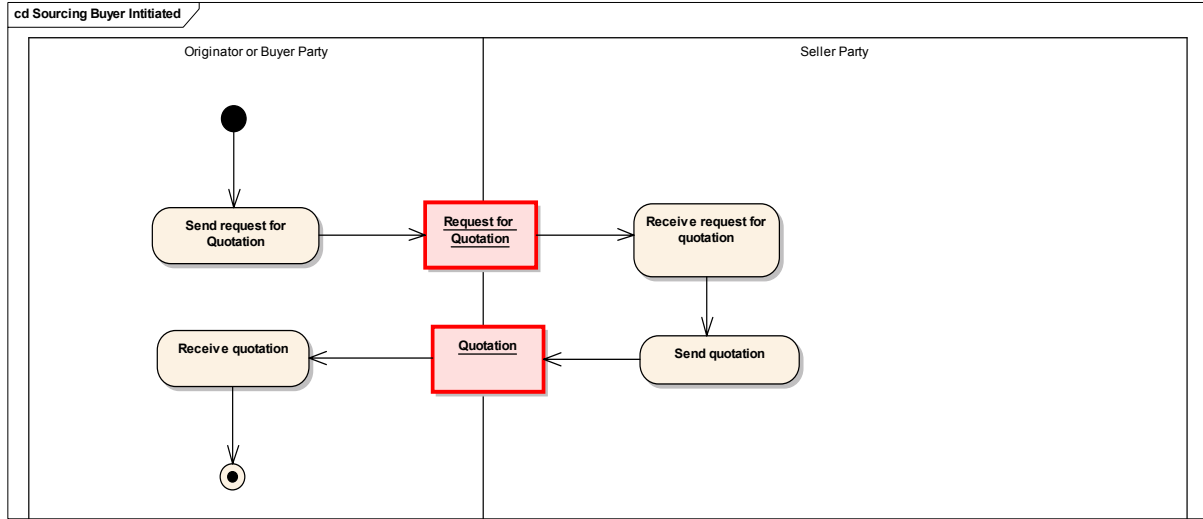 cd Sourcing Buyer Intitiated
Originator or Buyer Party
Seller Party
Send request for
Quotation
Request for
Quotation
Receive request for
quotation
Receive quotation
Quotation
Send quotation